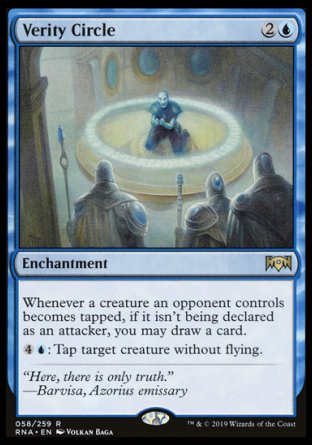 Verity Circle 2
Enchantment
Whenever a creature an opponent controls
becomes tapped, if it isn't being declared
as an attacker, you may draw a card.
4 : Tap target creature without flying.
"Here, there is only truth."
—Barvisa, Azorius emissary
058/259 R
RNA • EN Volkan Baga
™ & © 2019 Wizards of the Coast